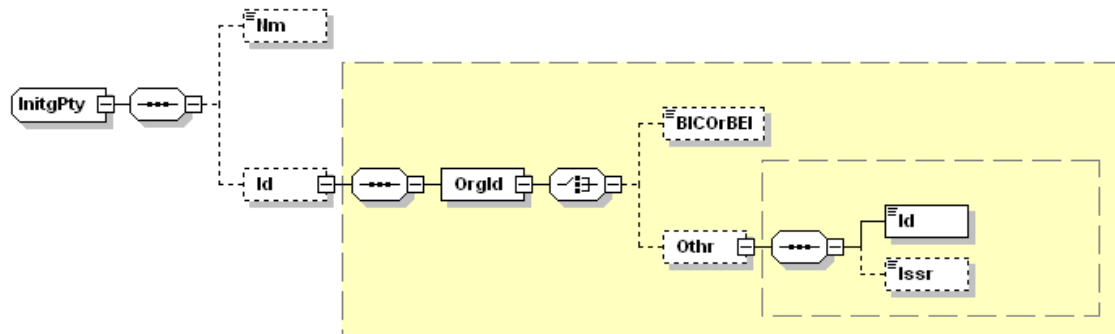 Nm
InitgPty
BICOrBEI
Id
OrgId
Id
Othr
Issr